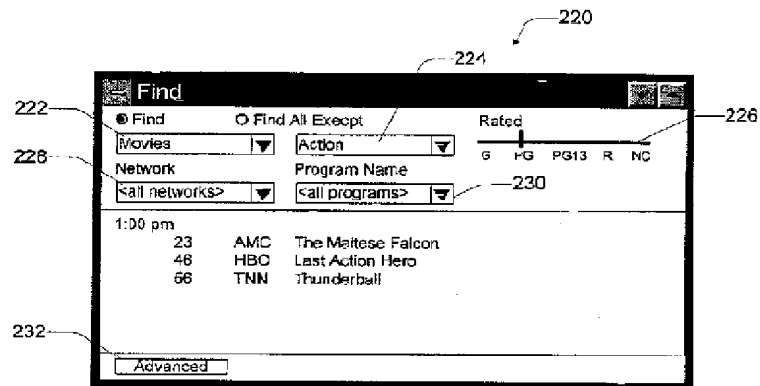 220
224
Find
222
Find Find All Execpt Rated
226
Movies Action
G PG PG13 R NC
228
Network Program Name
<all networks> <all programs>
230
1:00 pm
23 AMC The Maltese Falcon
46 HBC Last Action Hero
56 TNN Thunderball
232
Advanced